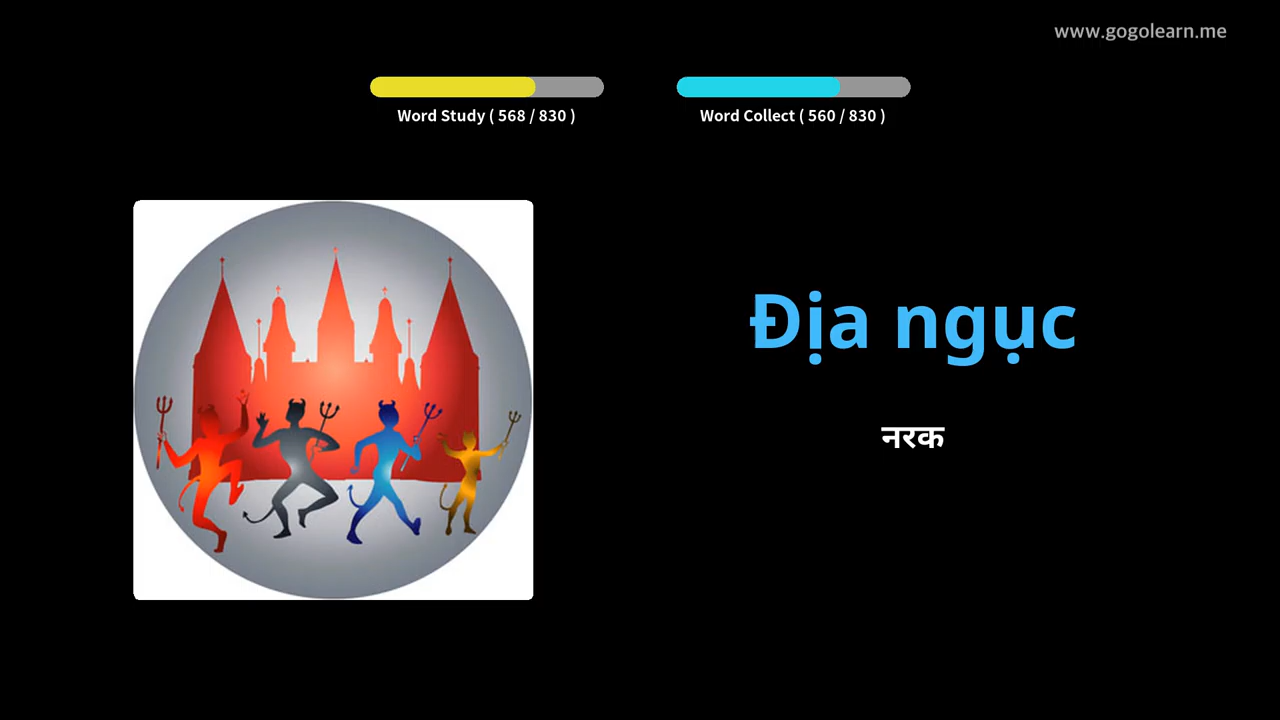 www.gogolearn.me
Word Study ( 568 / 830 )
Word Collect ( 560 / 830 )
Địa ngục
नरक